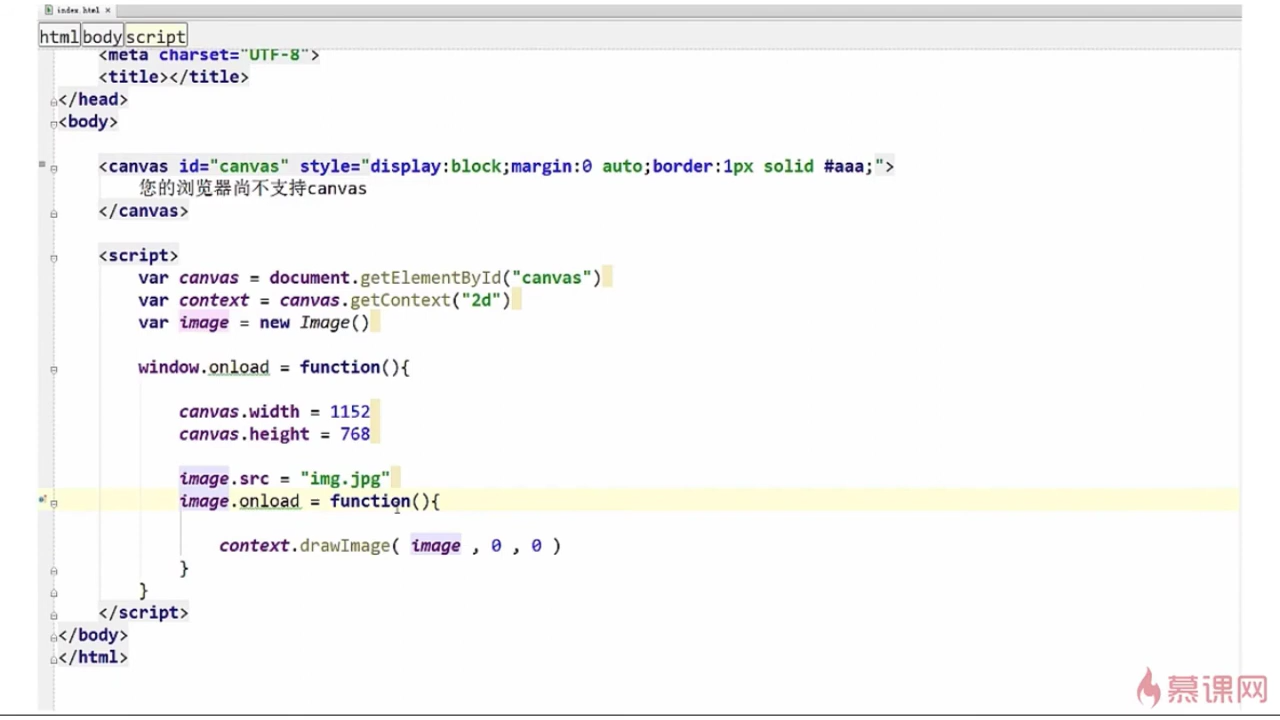 index.html
html body script
<meta charset="UTF-8">
<title></title>
</head>
<body>
<canvas id="canvas" style="display:block;margin:0 auto;border:1px solid #aaa;">
您的浏览器尚不支持canvas
</canvas>
<script>
var canvas = document.getElementById("canvas")
var context = canvas.getContext("2d")
var image = new Image()
window.onload = function(){
canvas.width = 1152
canvas.height = 768
image.src = "img.jpg"
image.onload = function(){
context.drawImage( image , 0 , 0 )
}
}
</script>
</body>
</html>
慕课网